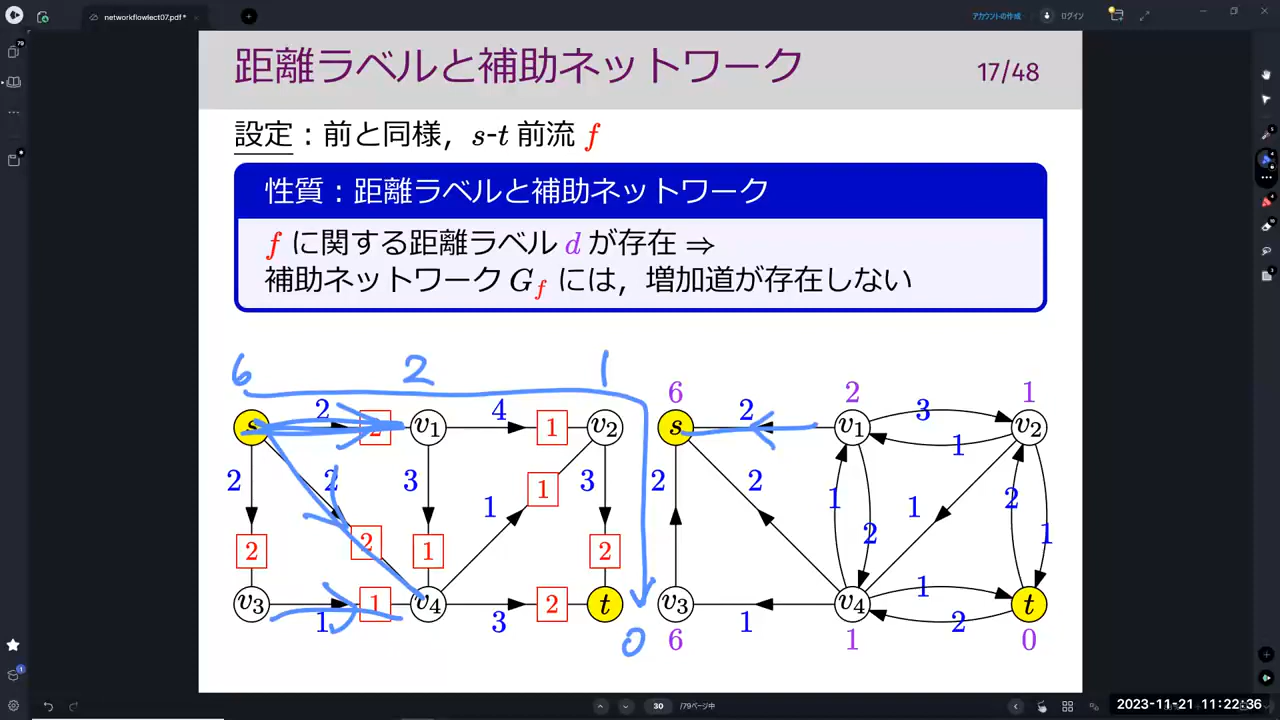 networkflowlect07.pdf*
アカウントの作成
ログイン
距離ラベルと補助ネットワーク
17/48
設定：前と同様，s-t 前流 f
性質：距離ラベルと補助ネットワーク
f に関する距離ラベル d が存在 ⇒
補助ネットワーク G_f には，増加道が存在しない
6 2 1
s 2 2 v1 4 1 v2
2 2 3 1 1 3
2 2 1 2
v3 1 1 v4 3 2 t
0
6 2 1
s 2 v1 3 1 v2
2 2 1 2 1 2 1
v3 1 v4 1 2 t
6 1 0
30
/79ページ中
2023-11-21 11:22:36